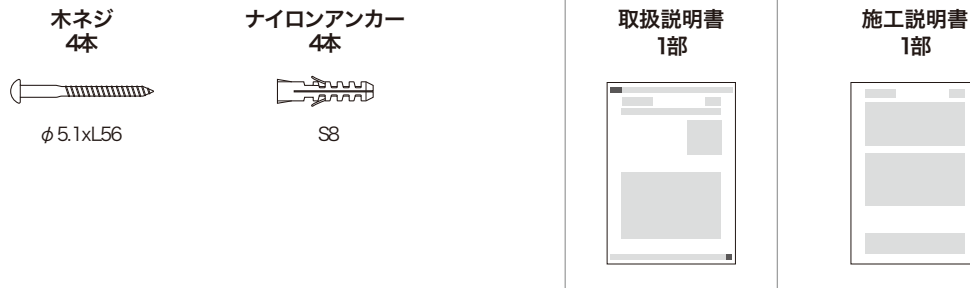 木ネジ
4本
φ5.1xL56
ナイロンアンカー
4本
S8
取扱説明書
1部
施工説明書
1部